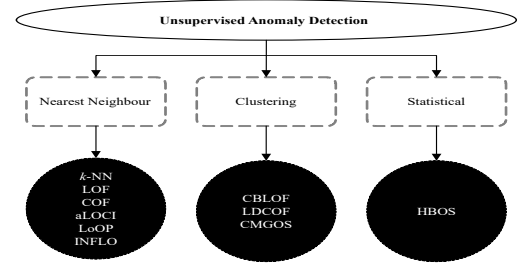 Unsupervised Anomaly Detection
Nearest Neighbour
Clustering
Statistical
k-NN
LOF
COF
aLOCI
LoOP
INFLO
CBLOF
LDCOF
CMGOS
HBOS